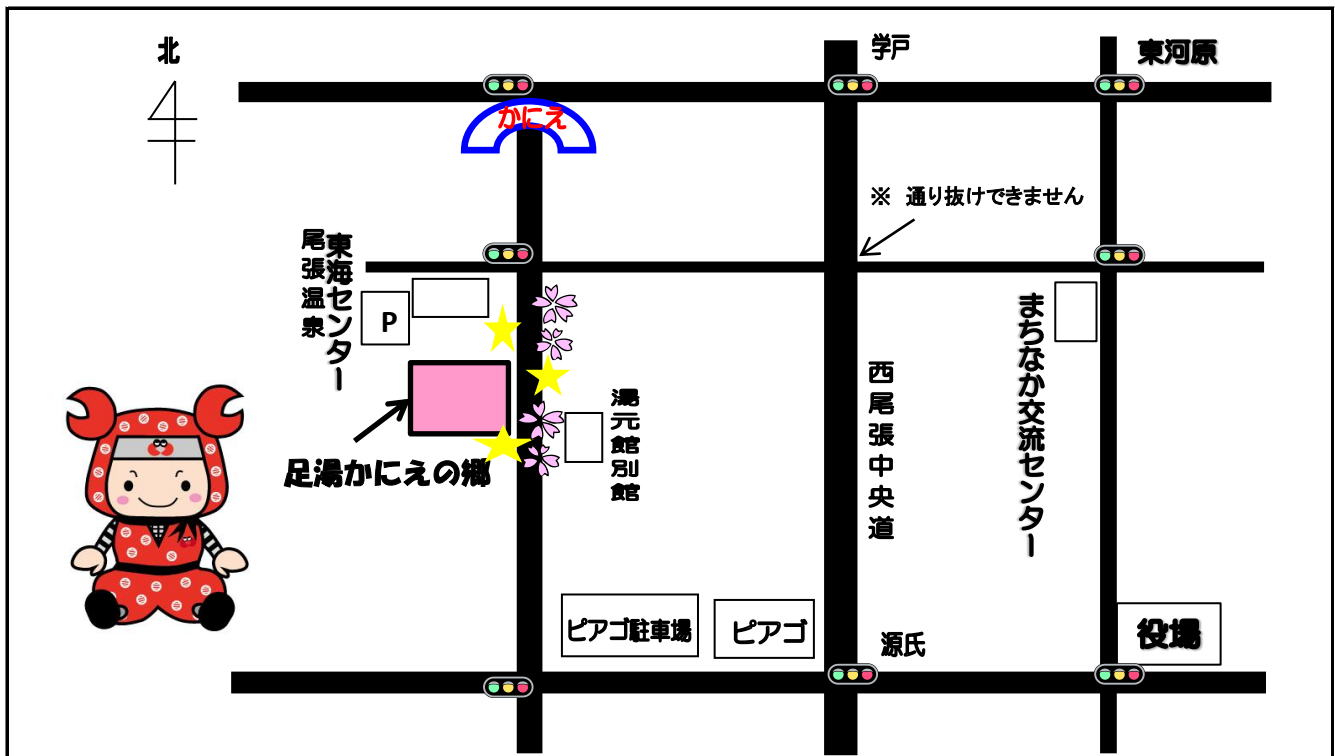 北
学戸
東河原
かにえ
※ 通り抜けできません
尾張温泉
東海センター
P
まちなか交流センター
西尾張中央道
湯元館別館
足湯かにえの郷
ピアゴ駐車場
ピアゴ
源氏
役場